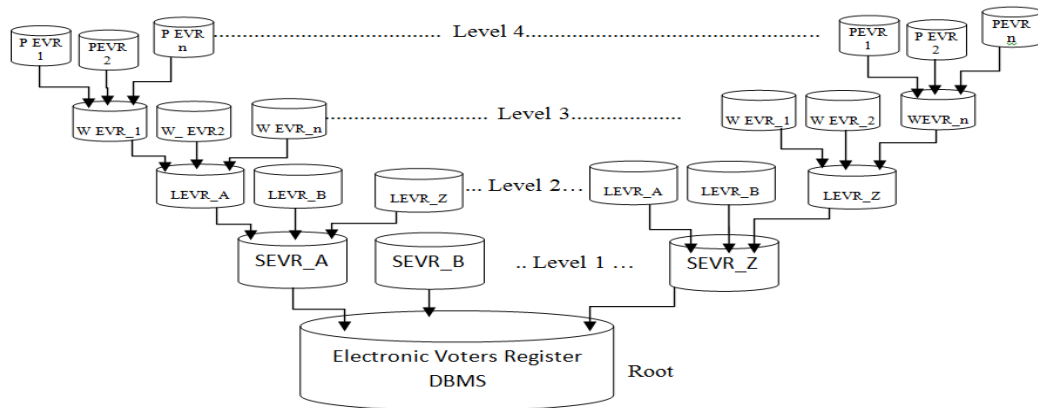 P EVR 1
PEVR 2
P EVR n
Level 4
PEVR 1
P EVR 2
PEVR n
W EVR_1
W_ EVR2
W EVR_n
Level 3
W EVR_1
W EVR_2
WEVR_n
LEVR_A
LEVR_B
LEVR_Z
... Level 2...
LEVR_A
LEVR_B
LEVR_Z
SEVR_A
SEVR_B
.. Level 1 ...
SEVR_Z
Electronic Voters Register
DBMS
Root